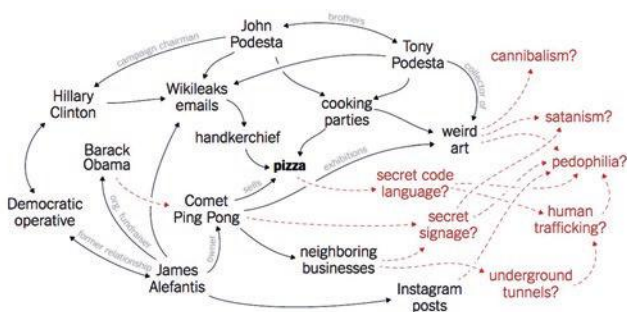 John
Podesta
brothers
campaign chairman
Tony
Podesta
cannibalism?
Hillary
Clinton
Wikileaks
emails
cooking
parties
collector of
satanism?
handkerchief
weird
art
Barack
Obama
pizza
exhibitions
pedophilia?
secret code
language?
sells
Democratic
operative
org. fundraiser
Comet
Ping Pong
secret
signage?
human
trafficking?
former relationship
owner
neighboring
businesses
James
Alefantis
underground
tunnels?
Instagram
posts